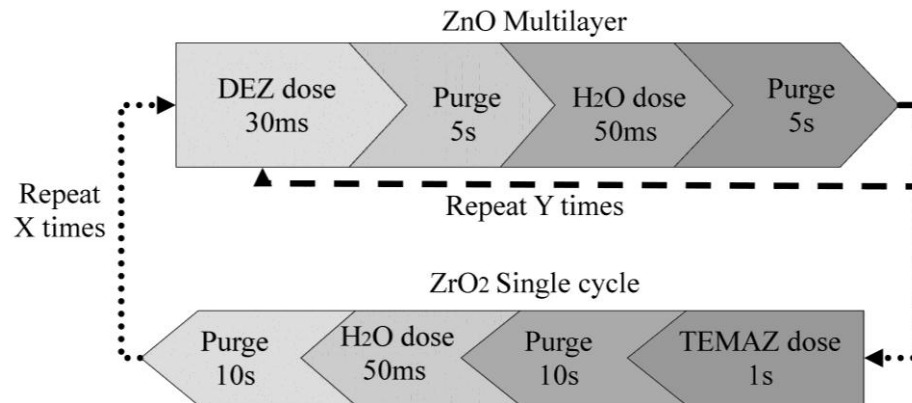 ZnO Multilayer
DEZ dose
30ms
Purge
5s
H2O dose
50ms
Purge
5s
Repeat
X times
Repeat Y times
ZrO2 Single cycle
Purge
10s
H2O dose
50ms
Purge
10s
TEMAZ dose
1s